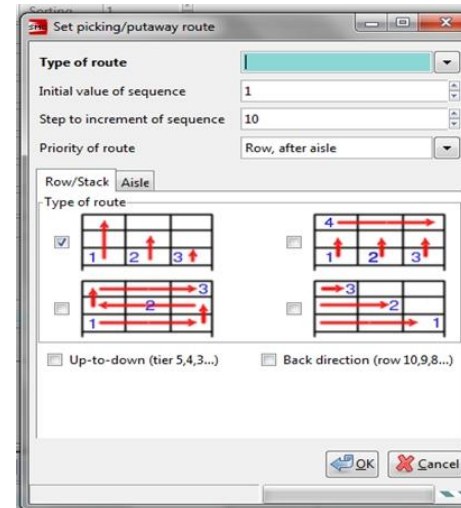 Sorting 1
SMG Set picking/putaway route
Type of route
Initial value of sequence 1
Step to increment of sequence 10
Priority of route Row, after aisle
Row/Stack Aisle
Type of route
1 2 3
4
1 2 3
3
2
1
3
2
1
Up-to-down (tier 5,4,3...) Back direction (row 10,9,8...)
OK Cancel